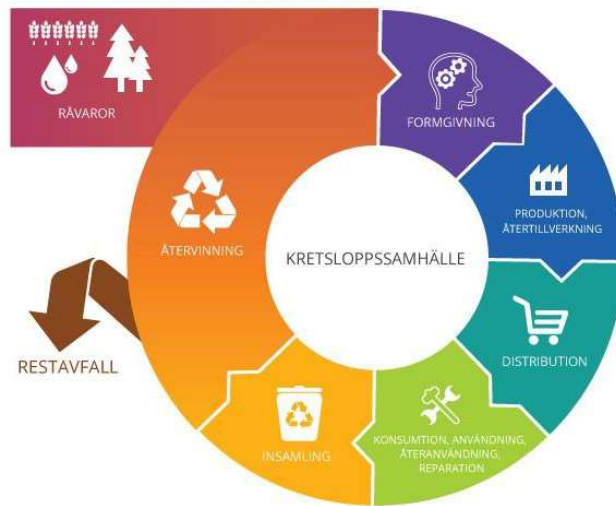 RÅVAROR
FORMGIVNING
PRODUKTION,
ÅTERTILLVERKNING
DISTRIBUTION
KONSUMTION, ANVÄNDNING,
ÅTERANVÄNDNING,
REPARATION
INSAMLING
ÅTERVINNING
RESTAVFALL
KRETSLOPPSSAMHÄLLE